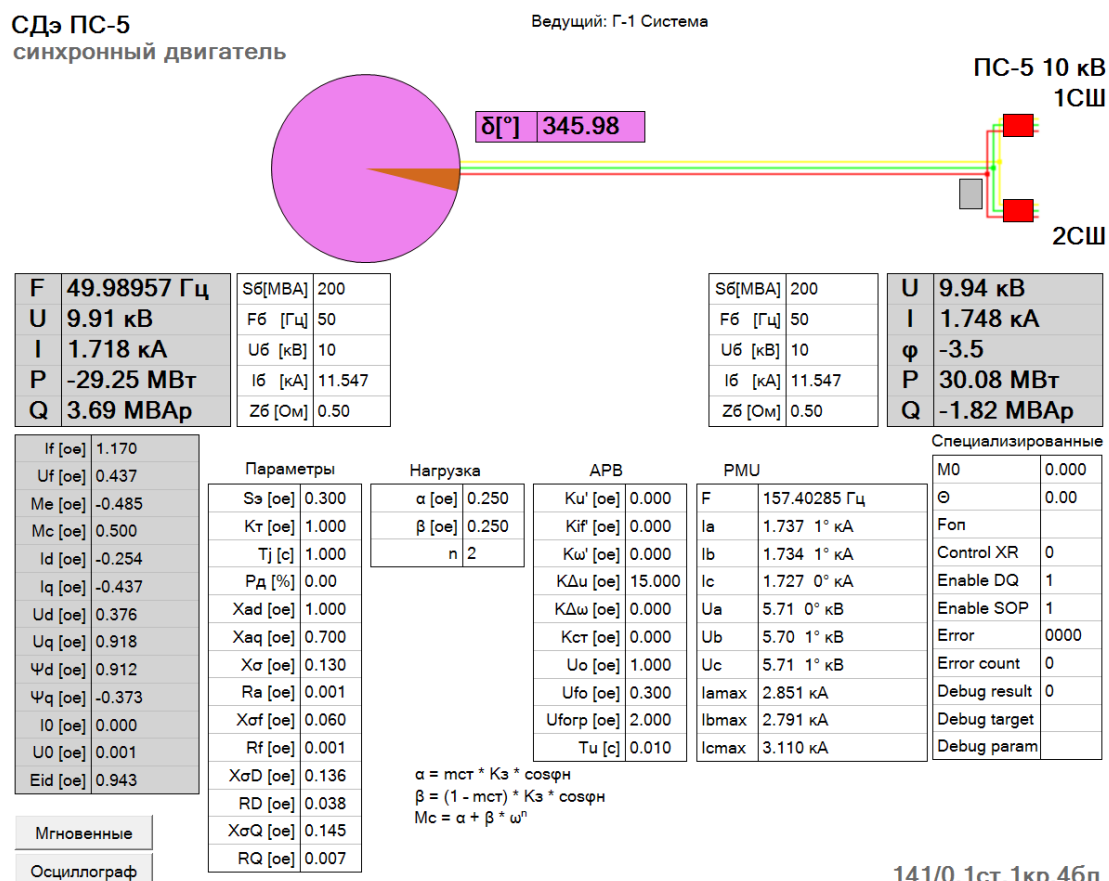 СДэ ПС-5
Ведущий: Г-1 Система
синхронный двигатель
ПС-5 10 кВ
1СШ
δ[°] 345.98
2СШ
F 49.98957 Гц
U 9.91 кВ
I 1.718 кА
P -29.25 МВт
Q 3.69 МВАр
Sб[МВА] 200
Fб [Гц] 50
Uб [кВ] 10
Iб [кА] 11.547
Zб [Ом] 0.50
Sб[МВА] 200
Fб [Гц] 50
Uб [кВ] 10
Iб [кА] 11.547
Zб [Ом] 0.50
U 9.94 кВ
I 1.748 кА
φ -3.5
P 30.08 МВт
Q -1.82 МВАр
If [ое] 1.170
Uf [ое] 0.437
Me [ое] -0.485
Mc [ое] 0.500
Id [ое] -0.254
Iq [ое] -0.437
Ud [ое] 0.376
Uq [ое] 0.918
Ψd [ое] 0.912
Ψq [ое] -0.373
I0 [ое] 0.000
U0 [ое] 0.001
Eid [ое] 0.943
Параметры
Sэ [ое] 0.300
Kт [ое] 1.000
Tj [с] 1.000
Pд [%] 0.00
Xad [ое] 1.000
Xaq [ое] 0.700
Xσ [ое] 0.130
Ra [ое] 0.001
Xσf [ое] 0.060
Rf [ое] 0.001
XσD [ое] 0.136
RD [ое] 0.038
XσQ [ое] 0.145
RQ [ое] 0.007
Нагрузка
α [ое] 0.250
β [ое] 0.250
n 2
АРВ
Ku' [ое] 0.000
Kif' [ое] 0.000
Kω' [ое] 0.000
KΔu [ое] 15.000
KΔω [ое] 0.000
Kст [ое] 0.000
Uo [ое] 1.000
Ufo [ое] 0.300
Ufoгр [ое] 2.000
Tu [с] 0.010
PMU
F 157.40285 Гц
Ia 1.737 1° кА
Ib 1.734 1° кА
Ic 1.727 0° кА
Ua 5.71 0° кВ
Ub 5.70 1° кВ
Uc 5.71 1° кВ
Iamax 2.851 кА
Ibmax 2.791 кА
Icmax 3.110 кА
Специализированные
M0 0.000
Θ 0.00
Fоп
Control XR 0
Enable DQ 1
Enable SOP 1
Error 0000
Error count 0
Debug result 0
Debug target
Debug param
α = mст * Kз * cosφн
β = (1 - mст) * Kз * cosφн
Mc = α + β * ωⁿ
Мгновенные
Осциллограф
141/0 1ст 1кр 4бл